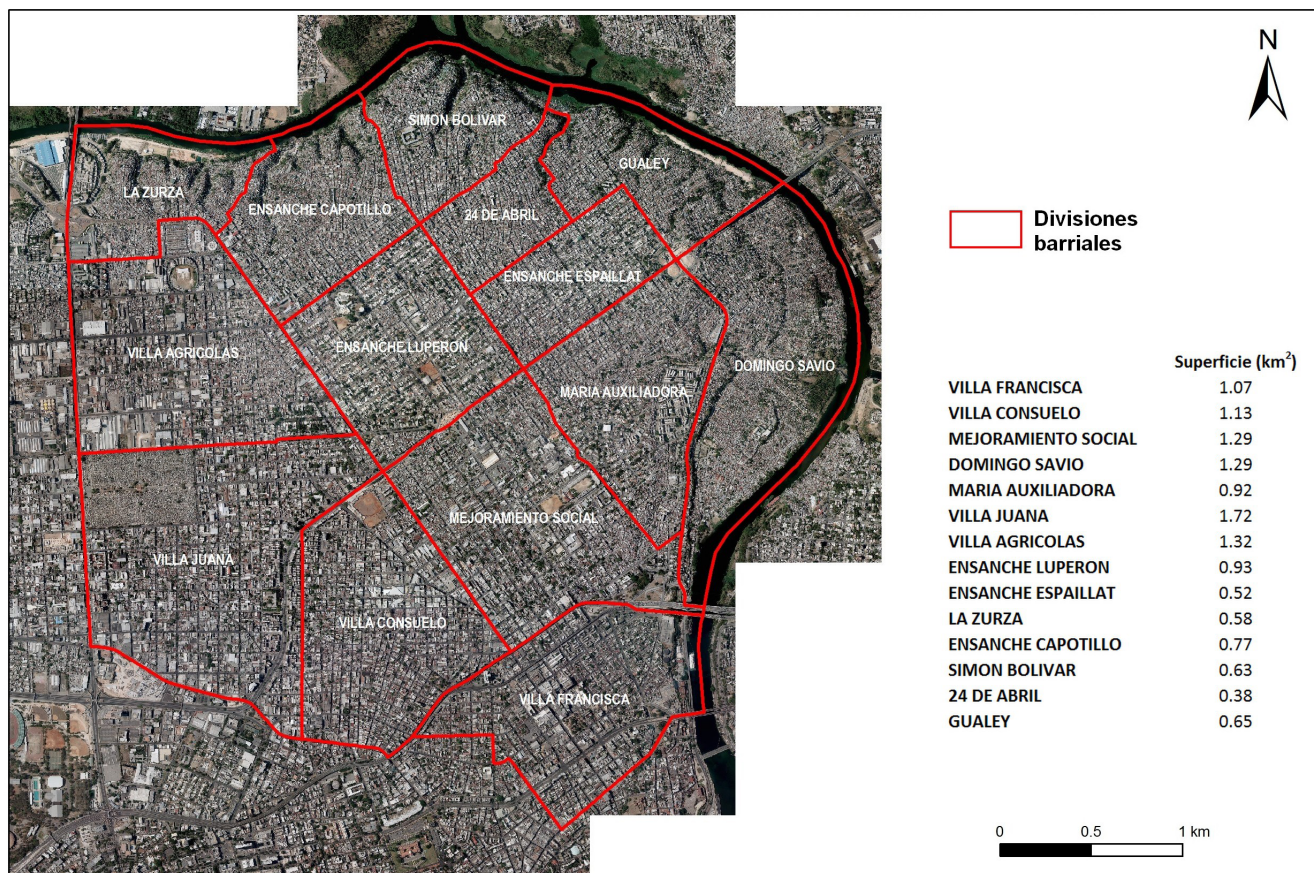 N
SIMON BOLIVAR
GUALEY
LA ZURZA
ENSANCHE CAPOTILLO
24 DE ABRIL
ENSANCHE ESPAILLAT
VILLA AGRICOLAS
ENSANCHE LUPERON
MARIA AUXILIADORA
DOMINGO SAVIO
MEJORAMIENTO SOCIAL
VILLA JUANA
VILLA CONSUELO
VILLA FRANCISCA
Divisiones
barriales
Superficie (km²)
VILLA FRANCISCA 1.07
VILLA CONSUELO 1.13
MEJORAMIENTO SOCIAL 1.29
DOMINGO SAVIO 1.29
MARIA AUXILIADORA 0.92
VILLA JUANA 1.72
VILLA AGRICOLAS 1.32
ENSANCHE LUPERON 0.93
ENSANCHE ESPAILLAT 0.52
LA ZURZA 0.58
ENSANCHE CAPOTILLO 0.77
SIMON BOLIVAR 0.63
24 DE ABRIL 0.38
GUALEY 0.65
0 0.5 1 km